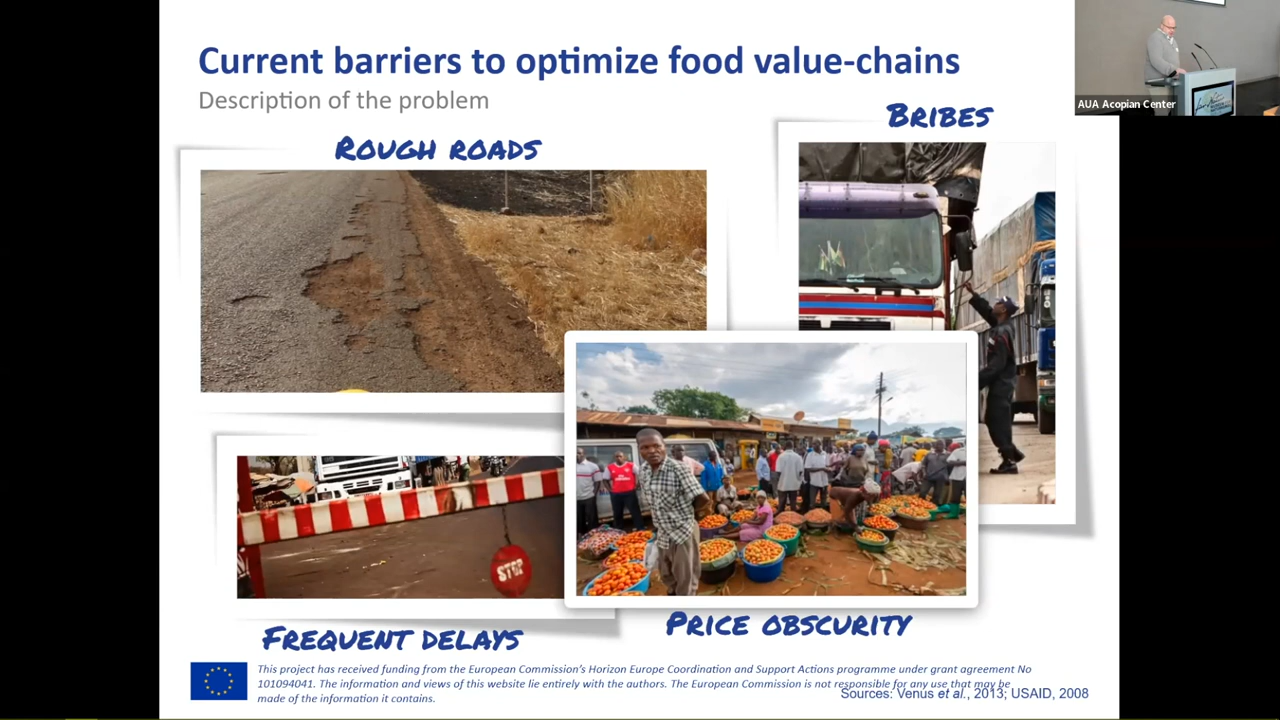 Current barriers to optimize food value-chains
Description of the problem
AUA Acopian Center
BRIBES
ROUGH ROADS
STOP
FREQUENT DELAYS
PRICE OBSCURITY
This project has received funding from the European Commission's Horizon Europe Coordination and Support Actions programme under grant agreement No
101094041. The information and views of this website lie entirely with the authors. The European Commission is not responsible for any use that may be
made of the information it contains.
Sources: Venus et al., 2013; USAID, 2008